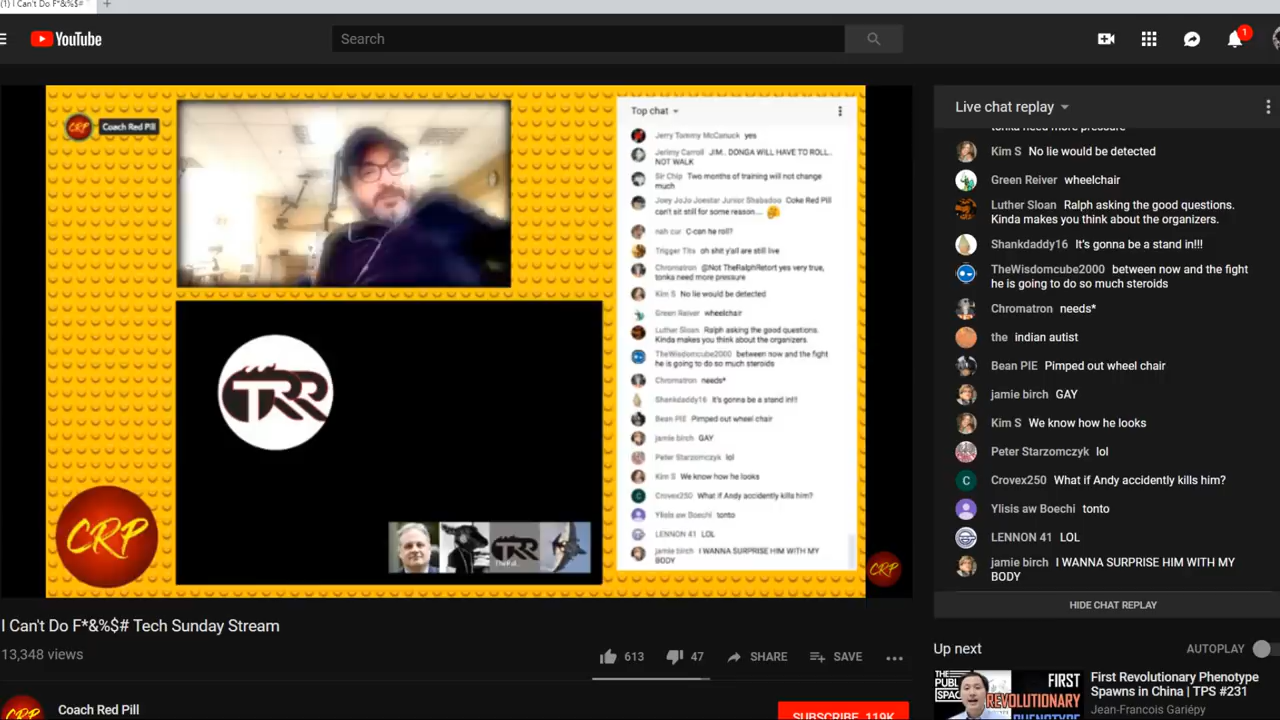 (1) I Can't Do F*&%$#
YouTube
Search
1
CRP
Coach Red Pill
Top chat
Jerry Tommy McConuck yes
Jerimy Carroll JIM.. DONGA WILL HAVE TO ROLL..
NOT WALK
Sir Chip Two months of training will not change
much
Joey JoJo Joestar Junior Shabadoo Coke Red Pill
can't sit still for some reason....
nah cur C-can he roll?
Trigger Tits oh shit y'all are still live
Chromatron @Not TheRalphRetort yes very true,
tonka need more pressure
Kim S No lie would be detected
Green Reiver wheelchair
Luther Sloan Ralph asking the good questions.
Kinda makes you think about the organizers.
TheWisdomcube2000 between now and the fight
he is going to do so much steroids
Chromatron needs*
Shankdaddy16 It's gonna be a stand in!!!
Bean PIE Pimped out wheel chair
jamie birch GAY
Peter Starzomczyk lol
Kim S We know how he looks
Crovex250 What if Andy accidently kills him?
Ylisis aw Boechi tonto
LENNON 41 LOL
jamie birch I WANNA SURPRISE HIM WITH MY
BODY
TRR
TRR
CRP
CRP
Live chat replay
tonka need more pressure
Kim S No lie would be detected
Green Reiver wheelchair
Luther Sloan Ralph asking the good questions.
Kinda makes you think about the organizers.
Shankdaddy16 It's gonna be a stand in!!!
TheWisdomcube2000 between now and the fight
he is going to do so much steroids
Chromatron needs*
the indian autist
Bean PIE Pimped out wheel chair
jamie birch GAY
Kim S We know how he looks
Peter Starzomczyk lol
C Crovex250 What if Andy accidently kills him?
Ylisis aw Boechi tonto
LENNON 41 LOL
jamie birch I WANNA SURPRISE HIM WITH MY
BODY
HIDE CHAT REPLAY
I Can't Do F*&%$# Tech Sunday Stream
13,348 views
613
47
SHARE
SAVE
Coach Red Pill
SUBSCRIBE 119K
Up next
AUTOPLAY
THE
PUBL
SPAC
FIRST
REVOLUTIONARY
PHENOTYPE
First Revolutionary Phenotype
Spawns in China | TPS #231
Jean-Francois Gariépy